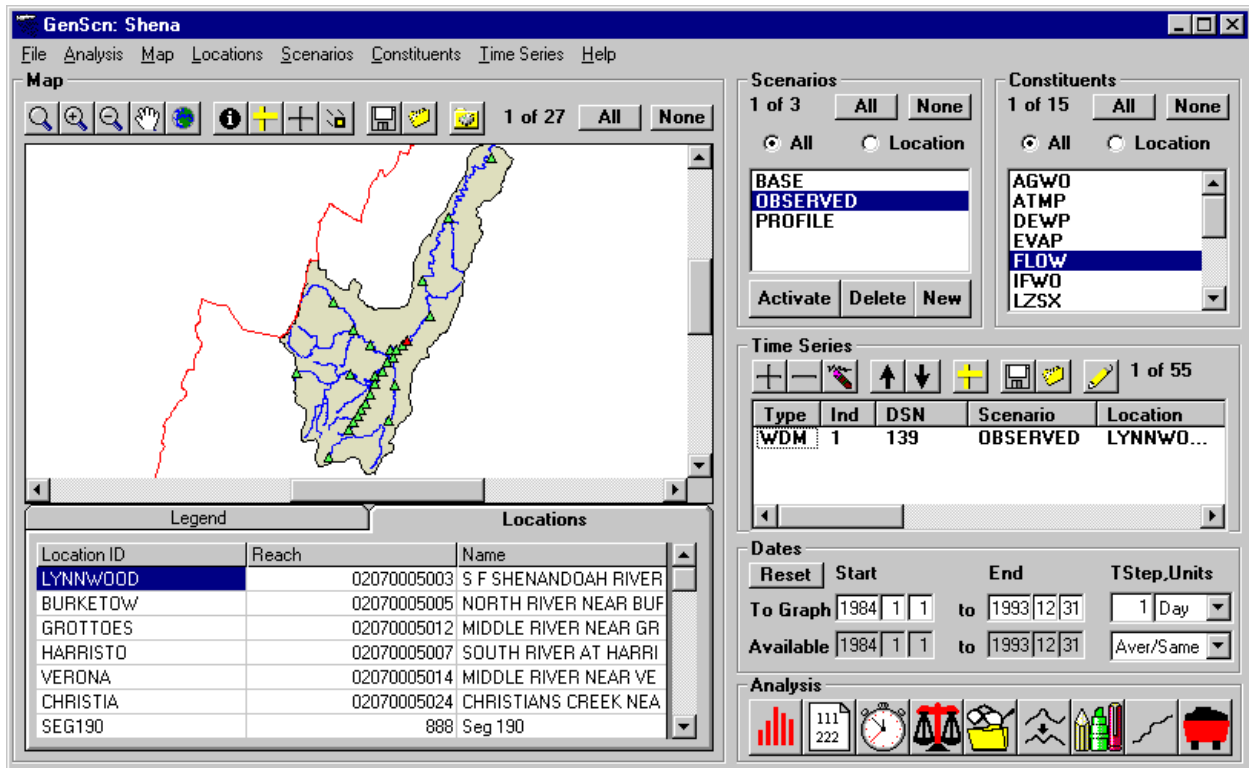 GenScn: Shena
File Analysis Map Locations Scenarios Constituents Time Series Help
Map
1 of 27 All None
Legend Locations
Location ID Reach Name
LYNNWOOD 02070005003 S F SHENANDOAH RIVER
BURKETOW 02070005005 NORTH RIVER NEAR BUF
GROTTOES 02070005012 MIDDLE RIVER NEAR GR
HARRISTO 02070005007 SOUTH RIVER AT HARRI
VERONA 02070005014 MIDDLE RIVER NEAR VE
CHRISTIA 02070005024 CHRISTIANS CREEK NEA
SEG190 888 Seg 190
Scenarios
1 of 3 All None
All Location
BASE
OBSERVED
PROFILE
Activate Delete New
Constituents
1 of 15 All None
All Location
AGWO
ATMP
DEWP
EVAP
FLOW
IFWO
LZSX
Time Series
1 of 55
Type Ind DSN Scenario Location
WDM 1 139 OBSERVED LYNNWO...
Dates
Reset Start End TStep,Units
To Graph 1984 1 1 to 1993 12 31 1 Day
Available 1984 1 1 to 1993 12 31 Aver/Same
Analysis
111
222